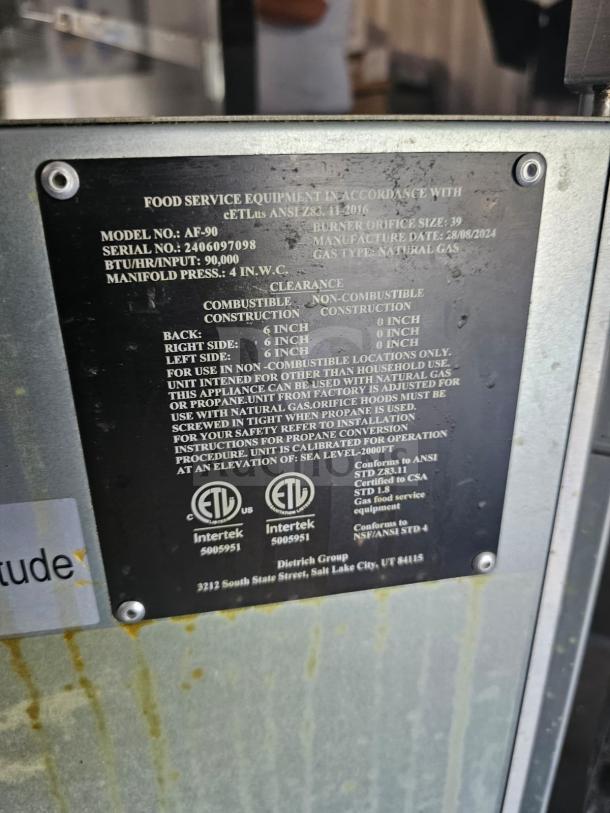 FOOD SERVICE EQUIPMENT IN ACCORDANCE WITH
cETLus ANSI Z83. 11-2016
MODEL NO.: AF-90
SERIAL NO.: 2406097098
BTU/HR/INPUT: 90,000
MANIFOLD PRESS.: 4 IN.W.C.
BURNER ORIFICE SIZE: 39
MANUFACTURE DATE: 28/08/2024
GAS TYPE: NATURAL GAS
CLEARANCE
COMBUSTIBLE NON-COMBUSTIBLE
CONSTRUCTION CONSTRUCTION
BACK: 6 INCH 0 INCH
RIGHT SIDE: 6 INCH 0 INCH
LEFT SIDE: 6 INCH 0 INCH
FOR USE IN NON -COMBUSTIBLE LOCATIONS ONLY.
UNIT INTENED FOR OTHER THAN HOUSEHOLD USE.
THIS APPLIANCE CAN BE USED WITH NATURAL GAS
OR PROPANE.UNIT FROM FACTORY IS ADJUSTED FOR
USE WITH NATURAL GAS.ORIFICE HOODS MUST BE
SCREWED IN TIGHT WHEN PROPANE IS USED.
FOR YOUR SAFETY REFER TO INSTALLATION
INSTRUCTIONS FOR PROPANE CONVERSION
PROCEDURE. UNIT IS CALIBRATED FOR OPERATION
AT AN ELEVATION OF: SEA LEVEL-2000FT
Conforms to ANSI
STD Z83.11
Certified to CSA
STD 1.8
Gas food service
equipment
Conforms to
NSF/ANSI STD 4
C ETL US
Intertek
5005951
ETL
Intertek
5005951
Dietrich Group
3212 South State Street, Salt Lake City, UT 84115
tude
Auctions